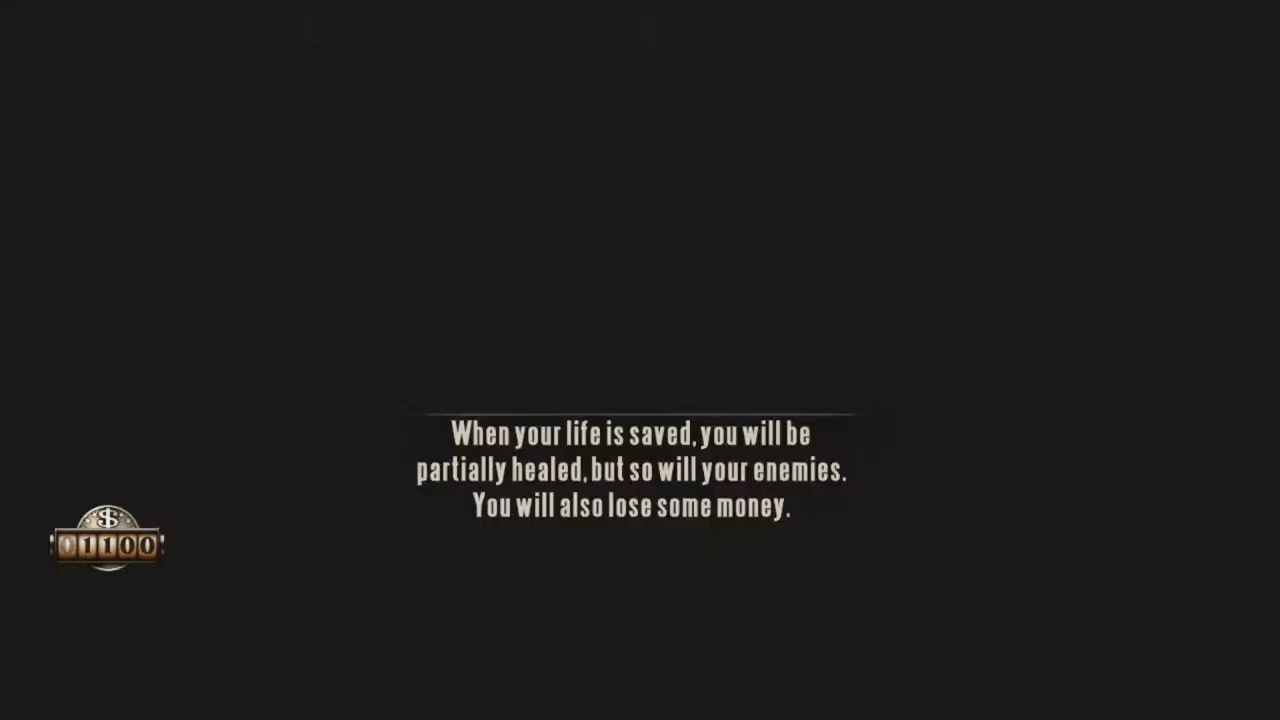 When your life is saved, you will be
partially healed, but so will your enemies.
You will also lose some money.
$
01100